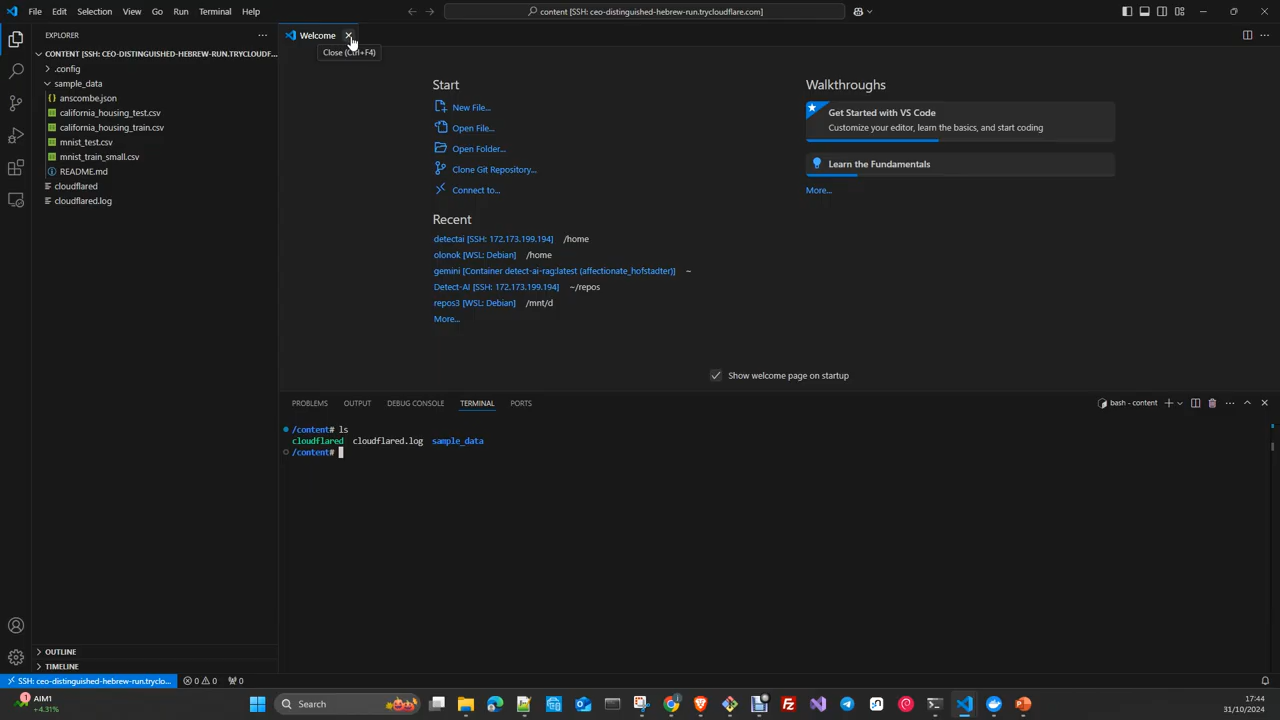 File Edit Selection View Go Run Terminal Help
content [SSH: ceo-distinguished-hebrew-run.trycloudflare.com]
EXPLORER
Welcome
Close (Ctrl+F4)
CONTENT [SSH: CEO-DISTINGUISHED-HEBREW-RUN.TRYCLOUDF...
.config
sample_data
anscombe.json
california_housing_test.csv
california_housing_train.csv
mnist_test.csv
mnist_train_small.csv
README.md
cloudflared
cloudflared.log
Start
New File...
Open File...
Open Folder...
Clone Git Repository...
Connect to...
Recent
detectai [SSH: 172.173.199.194] /home
olonok [WSL: Debian] /home
gemini [Container detect-ai-rag:latest (affectionate_hofstadter)] ~
Detect-AI [SSH: 172.173.199.194] ~/repos
repos3 [WSL: Debian] /mnt/d
More...
Walkthroughs
Get Started with VS Code
Customize your editor, learn the basics, and start coding
Learn the Fundamentals
More...
Show welcome page on startup
PROBLEMS OUTPUT DEBUG CONSOLE TERMINAL PORTS
bash - content
/content# ls
cloudflared cloudflared.log sample_data
/content#
OUTLINE
TIMELINE
SSH: ceo-distinguished-hebrew-run.tryclo... 0 0 0
1
AIM1
+4.31%
Search
17:44
31/10/2024